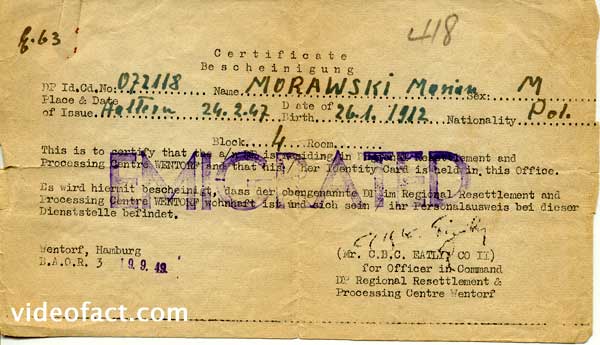 g.63
418
Certificate
Bescheinigung
DP Id.Cd.No: 072118 Name MORAWSKI Marian Sex: M
Place & Date of Issue. Haltern 24.2.47 Date of Birth 26.1.1912 Nationality Pol.
Block 4 Room
This is to certify that the a/ is residing in Resettlement and
Processing Centre WENTORF and that his/her Identity Card is held in this Office.
EMIGRATED
Es wird hiermit bescheinigt, dass der obengenannte DP im Regional Resettlement and
Processing Centre WENTORF wohnhaft ist und sich sein / ihr Personalausweis bei dieser
Dienststelle befindet.
Wentorf, Hamburg
B.A.O.R. 3 19.9.49
(Mr. C.B.C. EATLY CO II)
for Officer in Command
DP Regional Resettlement &
Processing Centre Wentorf
videofact.com